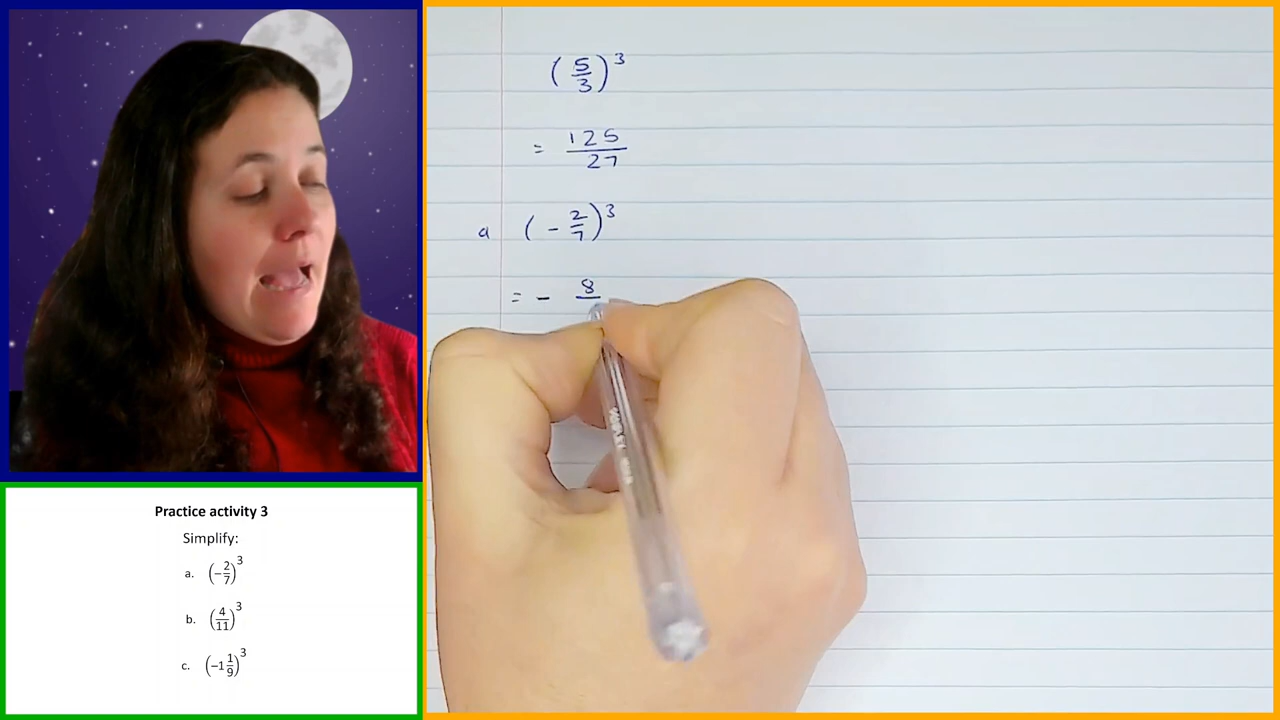 (5/3)³
= 125/27
a (-2/7)³
= - 8
Practice activity 3
Simplify:
a. (-2/7)³
b. (4/11)³
c. (-1 1/9)³